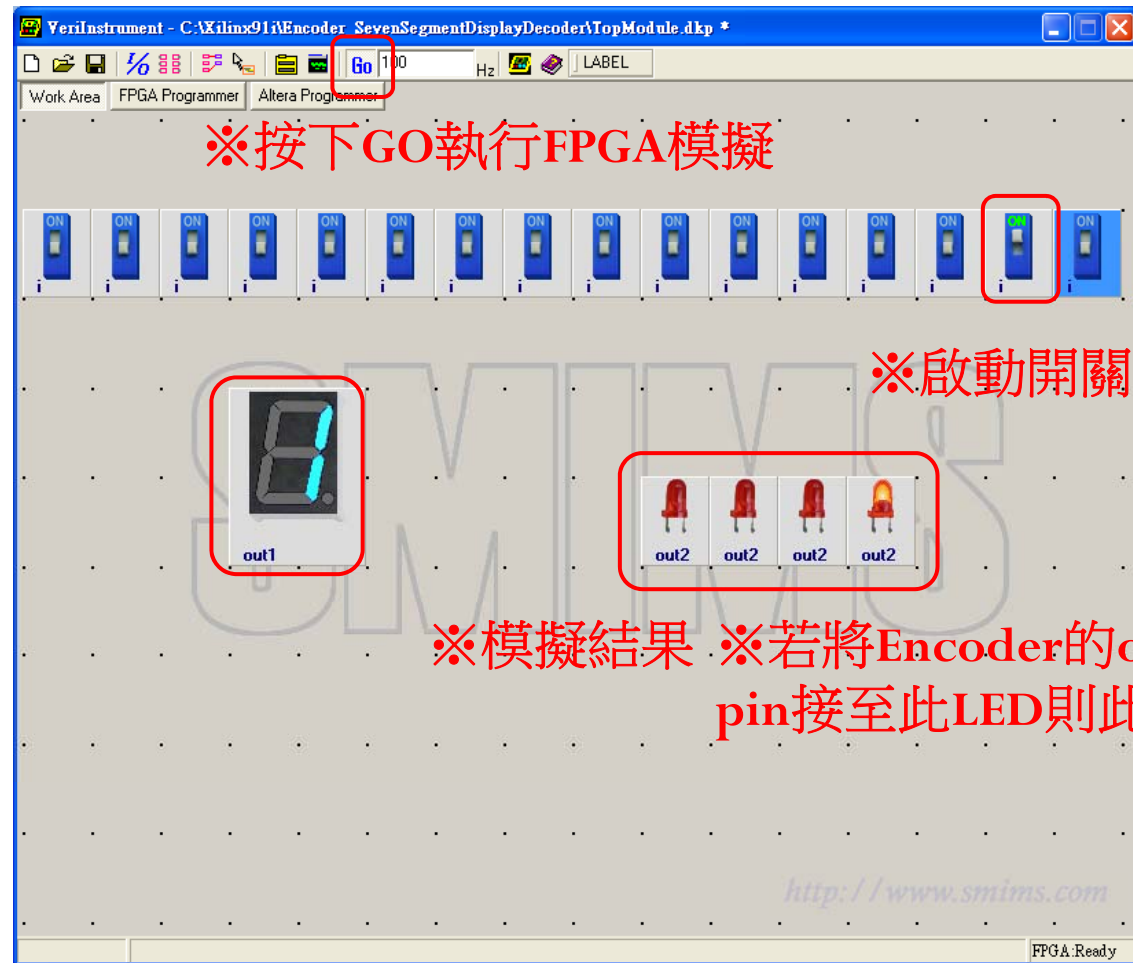 VeriInstrument - C:\Xilinx91i\Encoder_SevenSegmentDisplayDecoder\TopModule.dkp *
I/O Go 100 Hz LABEL
Work Area FPGA Programmer Altera Programmer
※按下GO執行FPGA模擬
ON ON ON ON ON ON ON ON ON ON ON ON ON ON ON ON
i i i i i i i i i i i i i i i i
※啟動開關
SMIMS
out1 out2 out2 out2 out2
※模擬結果 ※若將Encoder的
pin接至此LED則此
http://www.smims.com
FPGA:Ready